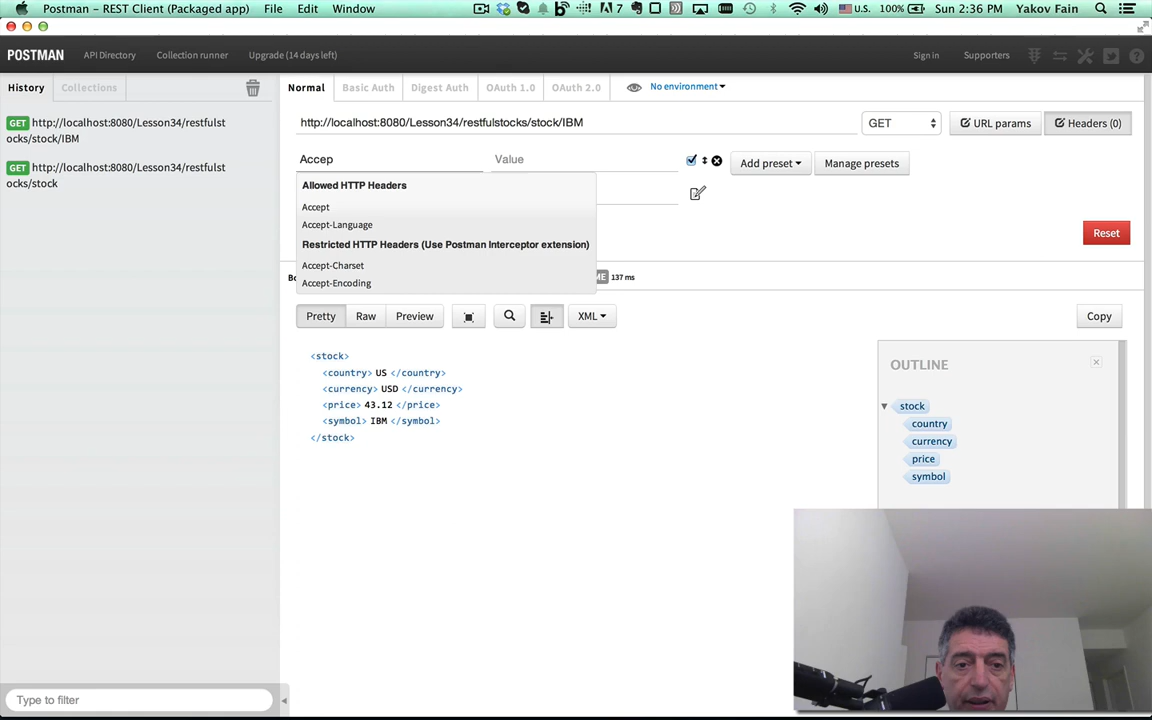 Postman – REST Client (Packaged app) File Edit Window 7 U.S. 100% Sun 2:36 PM Yakov Fain
POSTMAN API Directory Collection runner Upgrade (14 days left) Sign in Supporters
History Collections Normal Basic Auth Digest Auth OAuth 1.0 OAuth 2.0 No environment
GET http://localhost:8080/Lesson34/restfulst
ocks/stock/IBM
GET http://localhost:8080/Lesson34/restfulst
ocks/stock
http://localhost:8080/Lesson34/restfulstocks/stock/IBM GET URL params Headers (0)
Accep Value Add preset Manage presets
Allowed HTTP Headers
Accept
Accept-Language
Restricted HTTP Headers (Use Postman Interceptor extension)
Accept-Charset
Accept-Encoding
Reset
137 ms
Pretty Raw Preview XML Copy
<stock>
<country> US </country>
<currency> USD </currency>
<price> 43.12 </price>
<symbol> IBM </symbol>
</stock>
OUTLINE
stock
country
currency
price
symbol
Type to filter